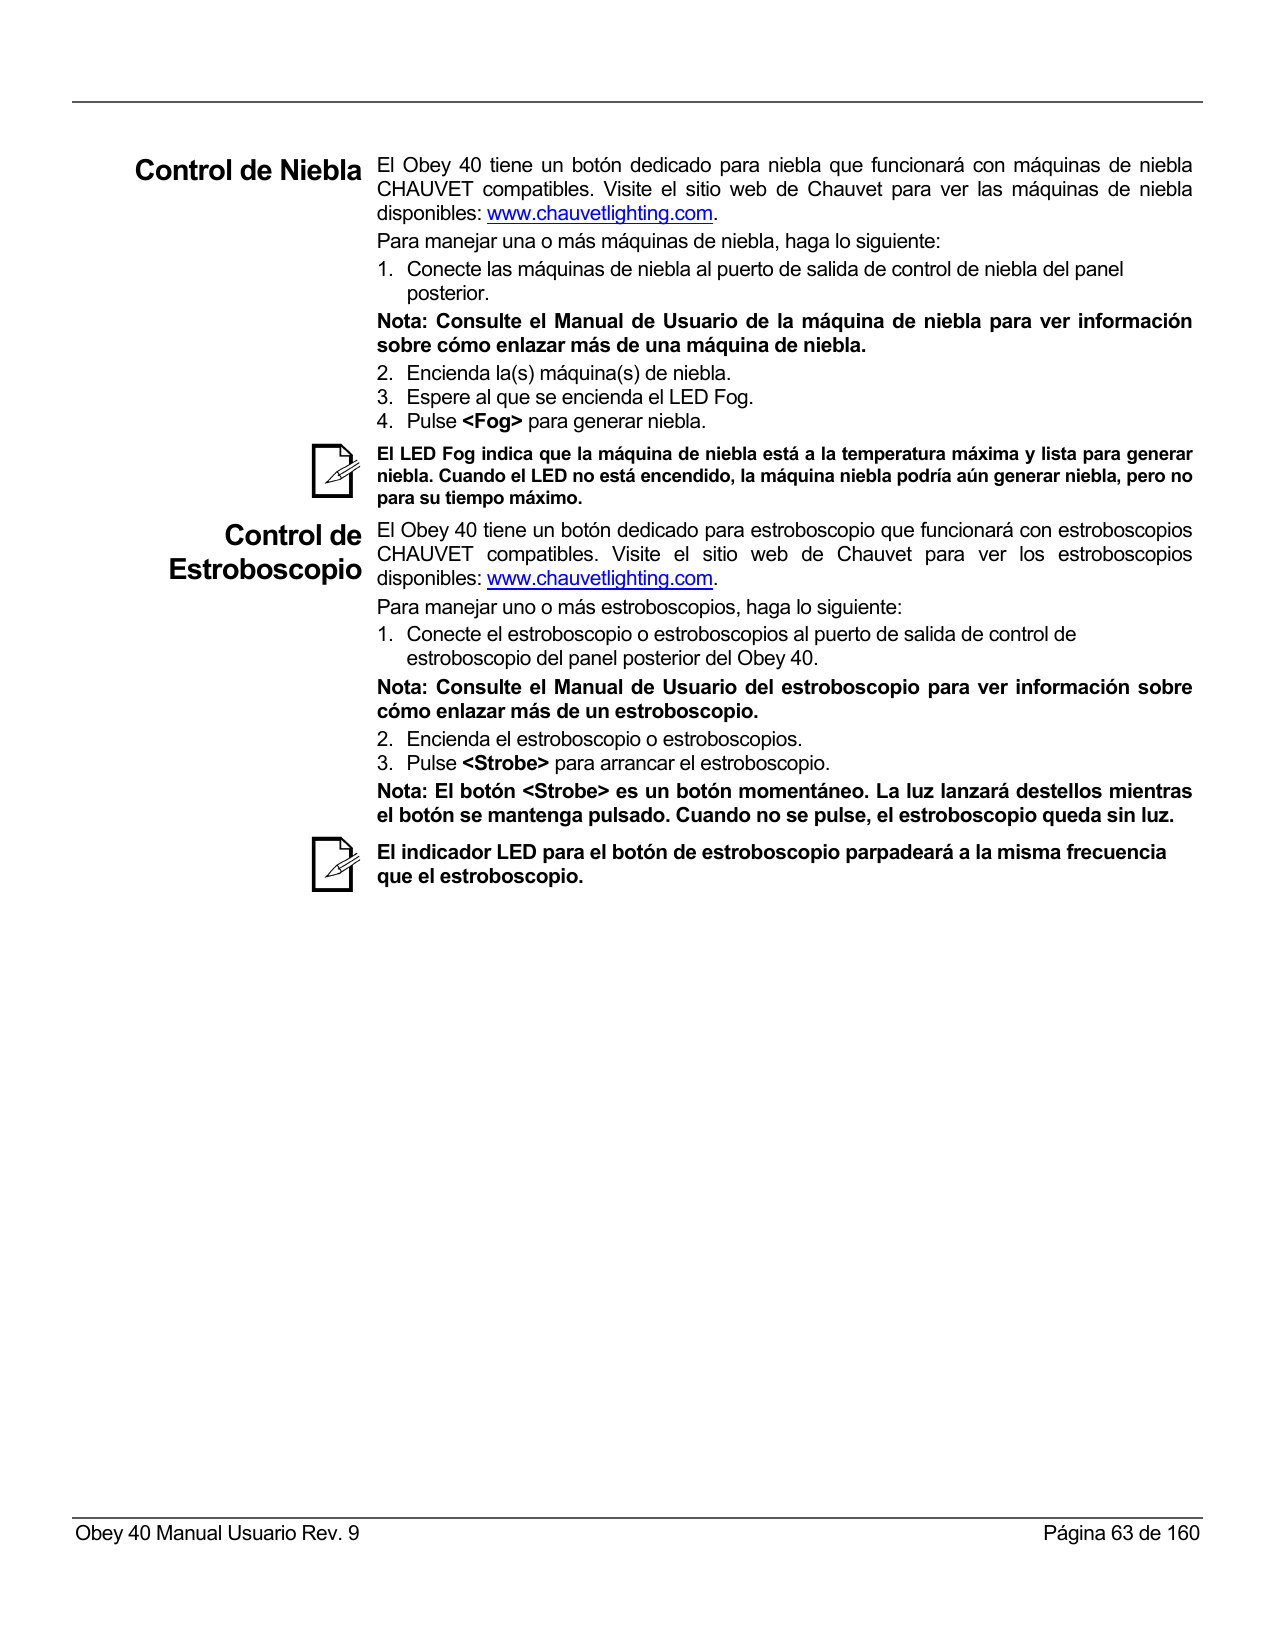 Control de Niebla
El Obey 40 tiene un botón dedicado para niebla que funcionará con máquinas de niebla
CHAUVET compatibles. Visite el sitio web de Chauvet para ver las máquinas de niebla
disponibles: www.chauvetlighting.com.
Para manejar una o más máquinas de niebla, haga lo siguiente:
1. Conecte las máquinas de niebla al puerto de salida de control de niebla del panel
posterior.
Nota: Consulte el Manual de Usuario de la máquina de niebla para ver información
sobre cómo enlazar más de una máquina de niebla.
2. Encienda la(s) máquina(s) de niebla.
3. Espere al que se encienda el LED Fog.
4. Pulse <Fog> para generar niebla.
El LED Fog indica que la máquina de niebla está a la temperatura máxima y lista para generar
niebla. Cuando el LED no está encendido, la máquina niebla podría aún generar niebla, pero no
para su tiempo máximo.
Control de
Estroboscopio
El Obey 40 tiene un botón dedicado para estroboscopio que funcionará con estroboscopios
CHAUVET compatibles. Visite el sitio web de Chauvet para ver los estroboscopios
disponibles: www.chauvetlighting.com.
Para manejar uno o más estroboscopios, haga lo siguiente:
1. Conecte el estroboscopio o estroboscopios al puerto de salida de control de
estroboscopio del panel posterior del Obey 40.
Nota: Consulte el Manual de Usuario del estroboscopio para ver información sobre
cómo enlazar más de un estroboscopio.
2. Encienda el estroboscopio o estroboscopios.
3. Pulse <Strobe> para arrancar el estroboscopio.
Nota: El botón <Strobe> es un botón momentáneo. La luz lanzará destellos mientras
el botón se mantenga pulsado. Cuando no se pulse, el estroboscopio queda sin luz.
El indicador LED para el botón de estroboscopio parpadeará a la misma frecuencia
que el estroboscopio.
Obey 40 Manual Usuario Rev. 9
Página 63 de 160